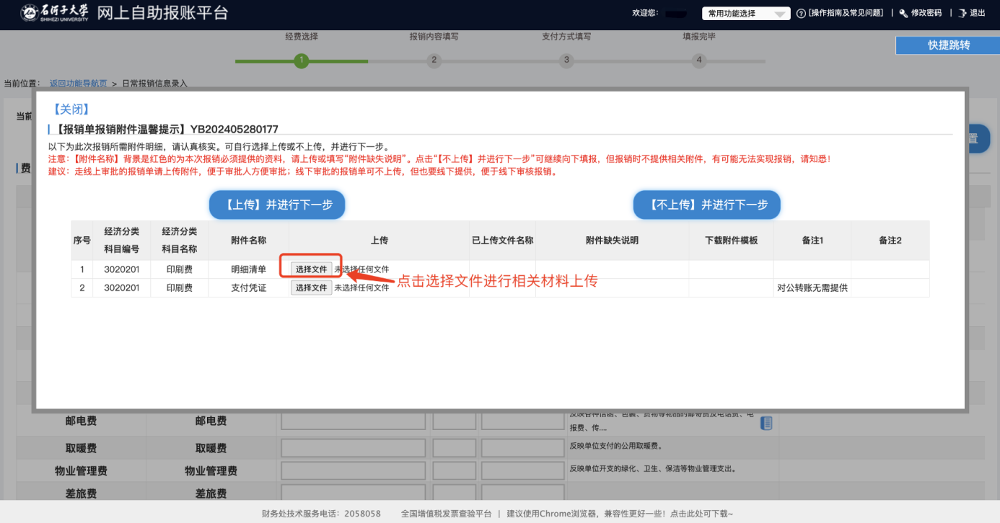 石河子大学
SHIHEZI UNIVERSITY
网上自助报账平台
欢迎您:
常用功能选择
?[操作指南及常见问题] | 修改密码 | 退出
经费选择 报销内容填写 支付方式填写 填报完毕
1 2 3 4
快捷跳转
当前位置: 返回功能导航页 > 日常报销信息录入
当前
置
费
【关闭】
【报销单报销附件温馨提示】YB202405280177
以下为此次报销所需附件明细，请认真核实。可自行选择上传或不上传，并进行下一步。
注意:【附件名称】背景是红色的为本次报销必须提供的资料，请上传或填写“附件缺失说明”。点击“【不上传】并进行下一步”可继续向下填报，但报销时不提供相关附件，有可能无法实现报销，请知悉!
建议: 走线上审批的报销单请上传附件，便于审批人方便审批; 线下审批的报销单可不上传，但也要线下提供，便于线下审核报销。
【上传】并进行下一步 【不上传】并进行下一步
序号 经济分类科目编号 经济分类科目名称 附件名称 上传 已上传文件名称 附件缺失说明 下载附件模板 备注1 备注2
1 3020201 印刷费 明细清单 选择文件 未选择任何文件
点击选择文件进行相关材料上传
2 3020201 印刷费 支付凭证 选择文件 未选择任何文件 对公转账无需提供
邮电费 邮电费 反映各种信函、包裹、货物等物品的邮寄费及电话费、电
报费、传....
取暖费 取暖费 反映单位支付的公用取暖费。
物业管理费 物业管理费 反映单位开支的绿化、卫生、保洁等物业管理支出。
差旅费 差旅费
财务处技术服务电话: 2058058 全国增值税发票查验平台 | 建议使用Chrome浏览器，兼容性更好一些! 点击此处可下载~